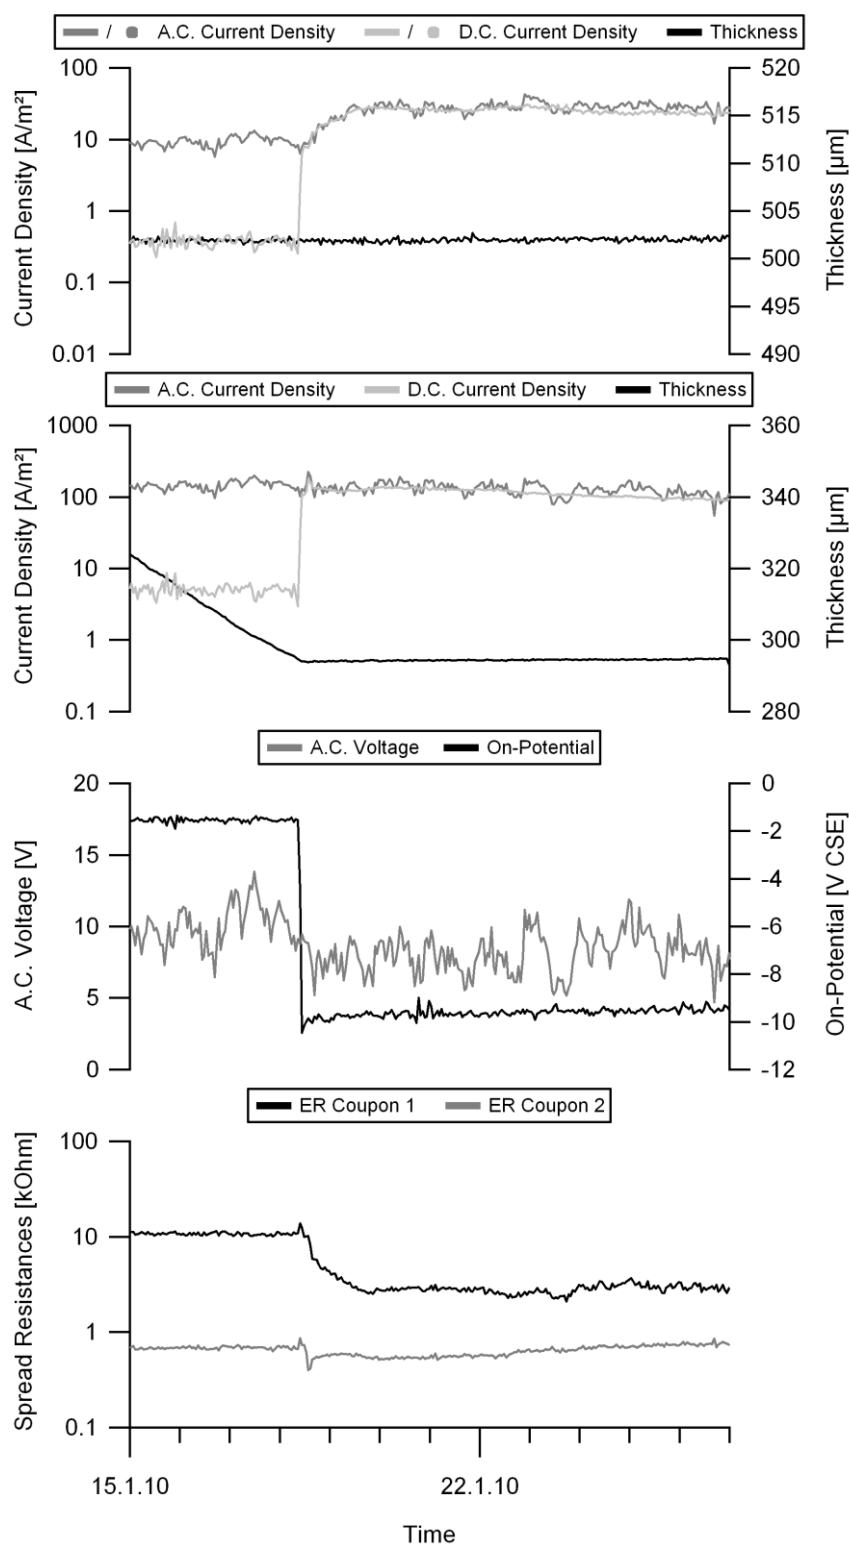 / A.C. Current Density / D.C. Current Density Thickness
100 520
515
10 510
1 505
500
0.1 495
0.01 490
Current Density [A/m²]
Thickness [µm]
A.C. Current Density D.C. Current Density Thickness
1000 360
100 340
10 320
1 300
0.1 280
Current Density [A/m²]
Thickness [µm]
A.C. Voltage On-Potential
20 0
-2
15
-4
10 -6
-8
5
-10
0 -12
A.C. Voltage [V]
On-Potential [V CSE]
ER Coupon 1 ER Coupon 2
100
10
1
0.1
Spread Resistances [kOhm]
15.1.10 22.1.10
Time